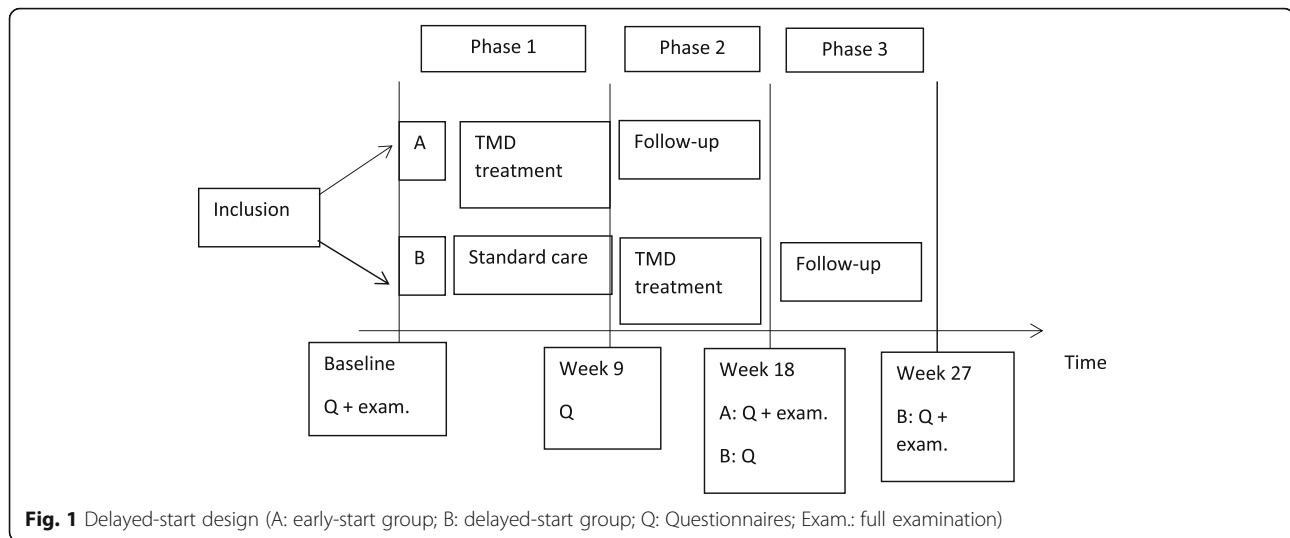 Phase 1
Phase 2
Phase 3
A
TMD
treatment
Follow-up
Inclusion
B
Standard care
TMD
treatment
Follow-up
Time
Baseline
Q + exam.
Week 9
Q
Week 18
A: Q + exam.
B: Q
Week 27
B: Q +
exam.
Fig. 1 Delayed-start design (A: early-start group; B: delayed-start group; Q: Questionnaires; Exam.: full examination)